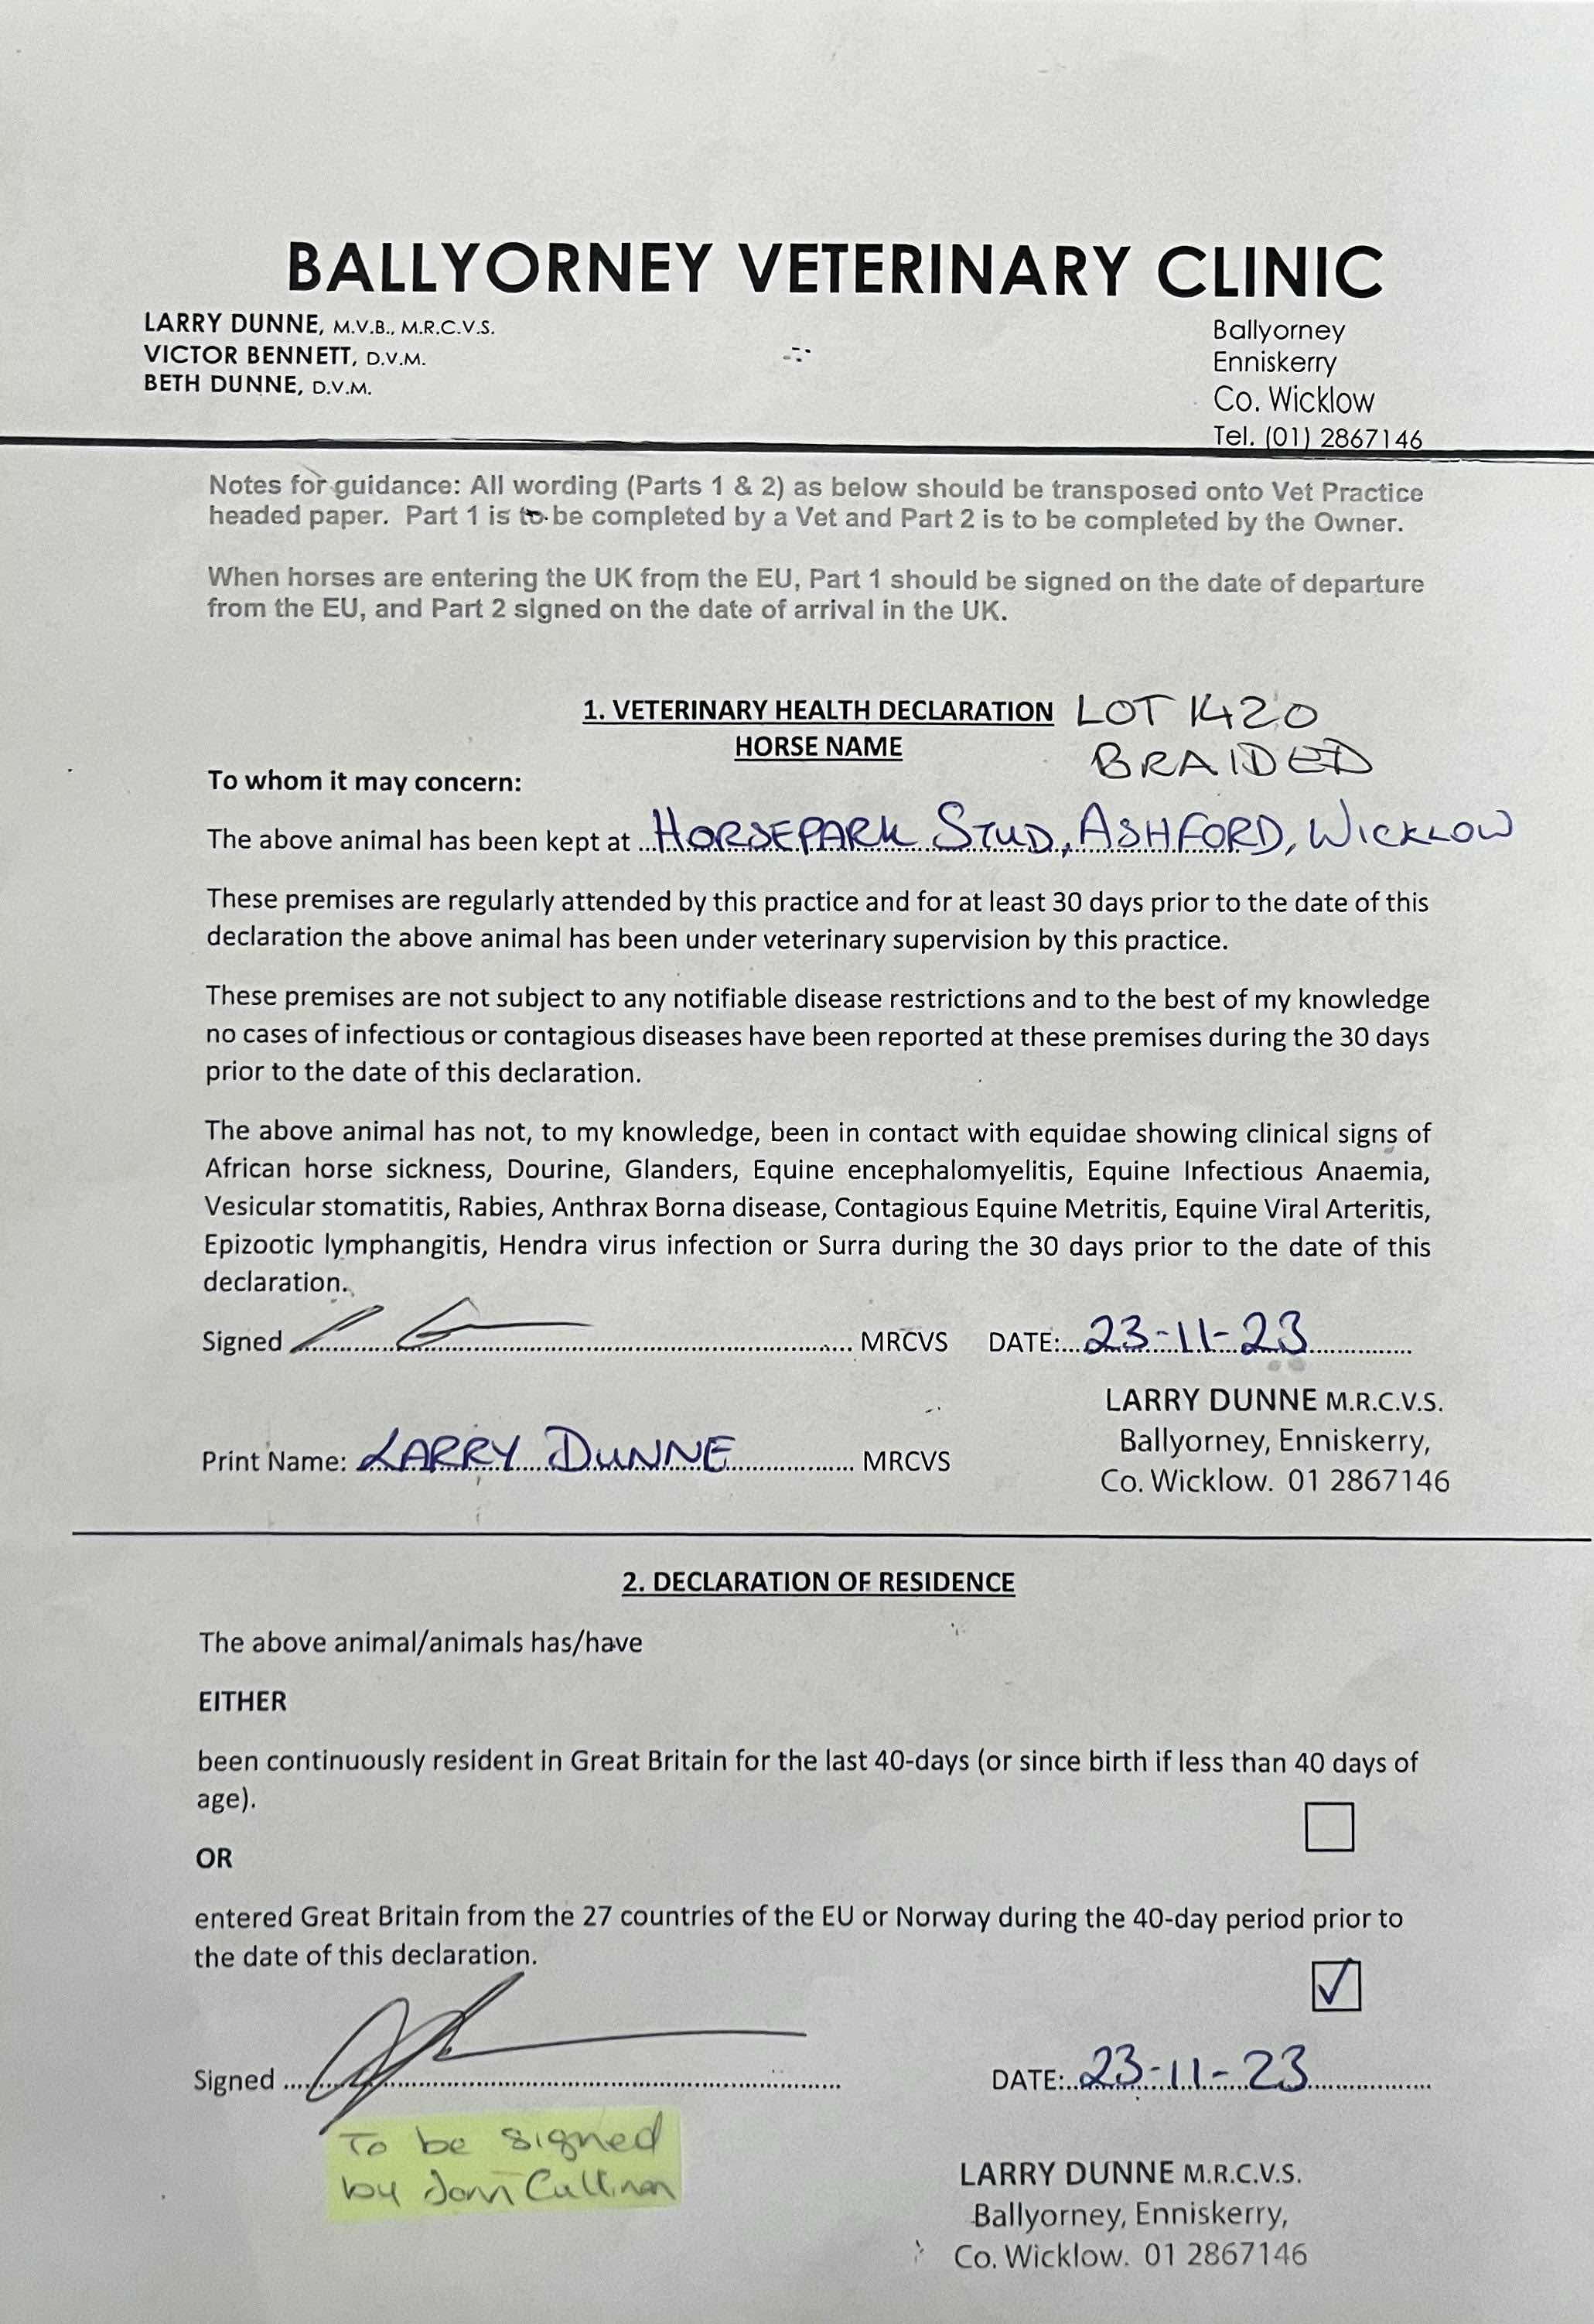 BALLYORNEY VETERINARY CLINIC
LARRY DUNNE, M.V.B., M.R.C.V.S.
VICTOR BENNETT, D.V.M.
BETH DUNNE, D.V.M.
Ballyorney
Enniskerry
Co. Wicklow
Tel. (01) 2867146
Notes for guidance: All wording (Parts 1 & 2) as below should be transposed onto Vet Practice
headed paper. Part 1 is to be completed by a Vet and Part 2 is to be completed by the Owner.
When horses are entering the UK from the EU, Part 1 should be signed on the date of departure
from the EU, and Part 2 signed on the date of arrival in the UK.
1. VETERINARY HEALTH DECLARATION LOT 1420
HORSE NAME BRAIDED
To whom it may concern:
The above animal has been kept at HORSEPARK STUD, ASHFORD, WICKLOW
These premises are regularly attended by this practice and for at least 30 days prior to the date of this
declaration the above animal has been under veterinary supervision by this practice.
These premises are not subject to any notifiable disease restrictions and to the best of my knowledge
no cases of infectious or contagious diseases have been reported at these premises during the 30 days
prior to the date of this declaration.
The above animal has not, to my knowledge, been in contact with equidae showing clinical signs of
African horse sickness, Dourine, Glanders, Equine encephalomyelitis, Equine Infectious Anaemia,
Vesicular stomatitis, Rabies, Anthrax Borna disease, Contagious Equine Metritis, Equine Viral Arteritis,
Epizootic lymphangitis, Hendra virus infection or Surra during the 30 days prior to the date of this
declaration.
Signed MRCVS DATE: 23-11-23
LARRY DUNNE M.R.C.V.S.
Ballyorney, Enniskerry,
Print Name: LARRY DUNNE MRCVS
Co. Wicklow. 01 2867146
2. DECLARATION OF RESIDENCE
The above animal/animals has/have
EITHER
been continuously resident in Great Britain for the last 40-days (or since birth if less than 40 days of
age).
OR
entered Great Britain from the 27 countries of the EU or Norway during the 40-day period prior to
the date of this declaration.
Signed DATE: 23-11-23
To be signed
by Cullinan
LARRY DUNNE M.R.C.V.S.
Ballyorney, Enniskerry,
Co. Wicklow. 01 2867146